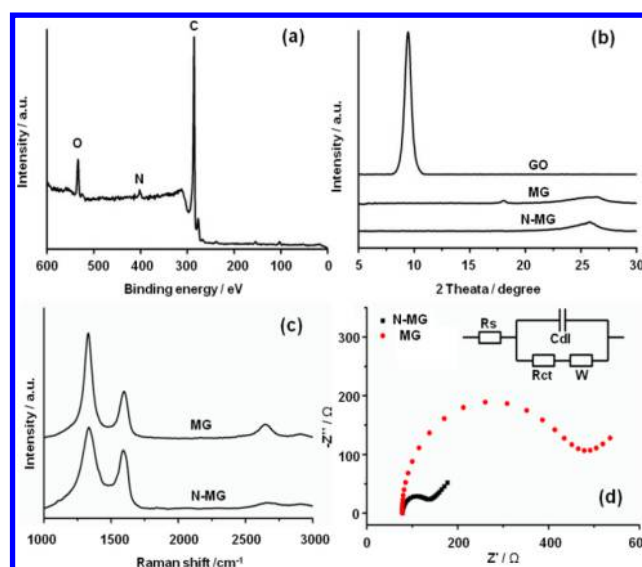 (a)
C
O
N
Intensity / a.u.
600 500 400 300 200 100 0
Binding energy / eV
(b)
GO
MG
N-MG
Intensity / a.u.
5 10 15 20 25 30
2 Theata / degree
(c)
MG
N-MG
Intensity / a.u.
1000 1500 2000 2500 3000
Raman shift /cm⁻¹
N-MG
MG
Rs
Cdl
Rct
W
-Z'' / Ω
300
200
100
0
(d)
0 200 400 60
Z' / Ω